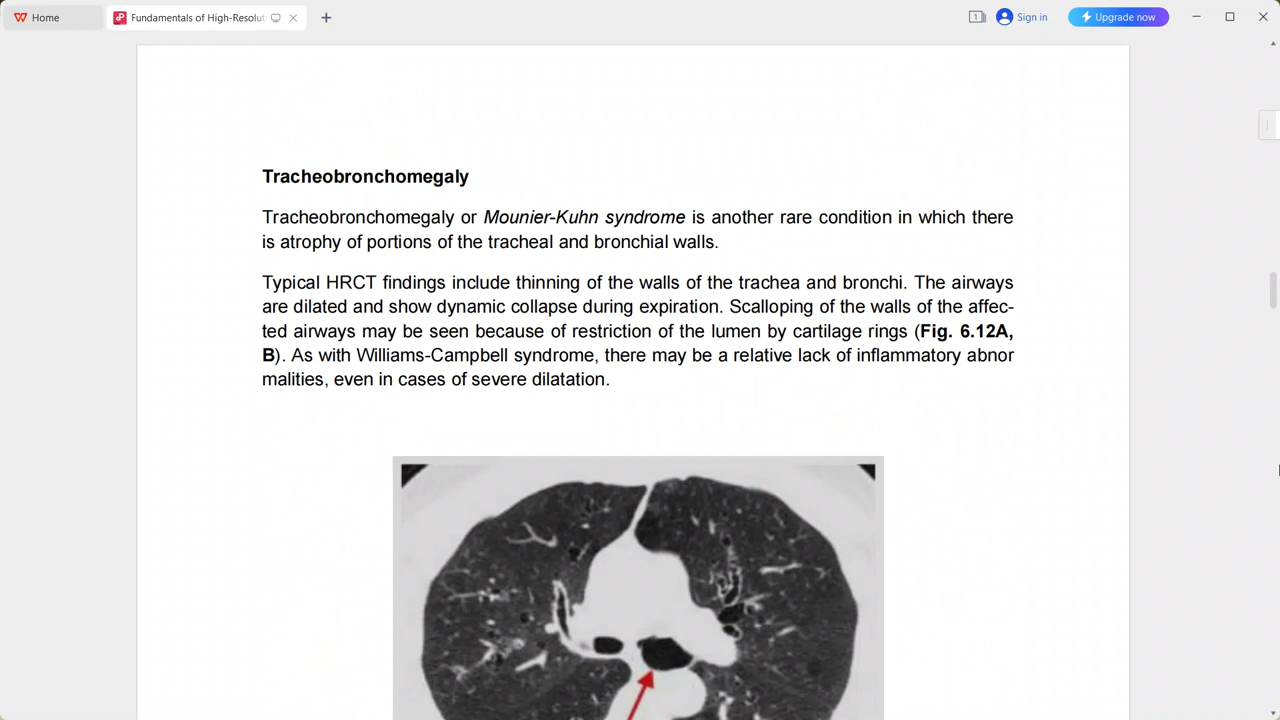 Home
Fundamentals of High-Resolut
1
Sign in
Upgrade now
Tracheobronchomegaly
Tracheobronchomegaly or Mounier-Kuhn syndrome is another rare condition in which there
is atrophy of portions of the tracheal and bronchial walls.
Typical HRCT findings include thinning of the walls of the trachea and bronchi. The airways
are dilated and show dynamic collapse during expiration. Scalloping of the walls of the affec-
ted airways may be seen because of restriction of the lumen by cartilage rings (Fig. 6.12A,
B). As with Williams-Campbell syndrome, there may be a relative lack of inflammatory abnor
malities, even in cases of severe dilatation.